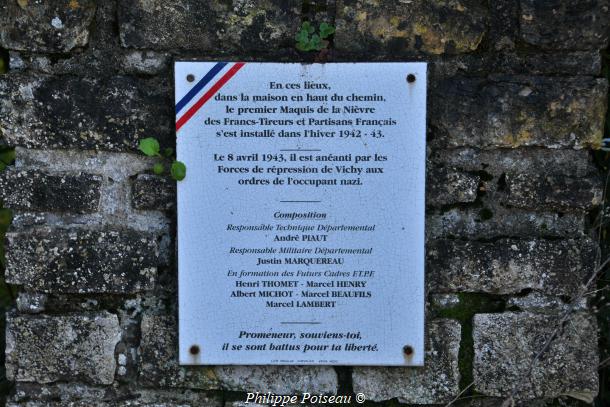 En ces lieux,
dans la maison en haut du chemin,
le premier Maquis de la Nièvre
des Francs-Tireurs et Partisans Français
s'est installé dans l'hiver 1942 - 43.
Le 8 avril 1943, il est anéanti par les
Forces de répression de Vichy aux
ordres de l'occupant nazi.
Composition
Responsable Technique Départemental
André PIAUT
Responsable Militaire Départemental
Justin MARQUEREAU
En formation des Futurs Cadres F.T.P.F
Henri THOMET - Marcel HENRY
Albert MICHOT - Marcel BEAUFILS
Marcel LAMBERT
Promeneur, souviens-toi,
il se sont battus pour ta liberté.
Philippe Poiseau ©